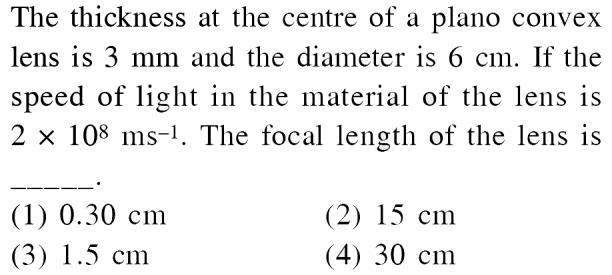 The thickness at the centre of a plano convex
lens is 3 mm and the diameter is 6 cm. If the
speed of light in the material of the lens is
2 × 10⁸ ms⁻¹. The focal length of the lens is
_____.
(1) 0.30 cm (2) 15 cm
(3) 1.5 cm (4) 30 cm